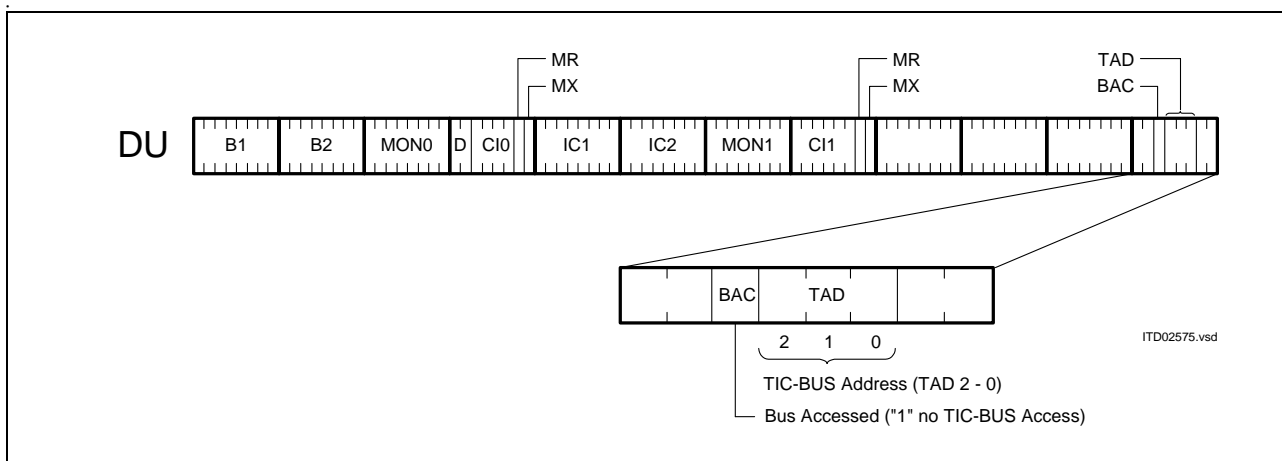 .
MR MR TAD
MX MX BAC
DU B1 B2 MON0 D CI0 IC1 IC2 MON1 CI1
BAC TAD
ITD02575.vsd
2 1 0
TIC-BUS Address (TAD 2 - 0)
Bus Accessed ("1" no TIC-BUS Access)